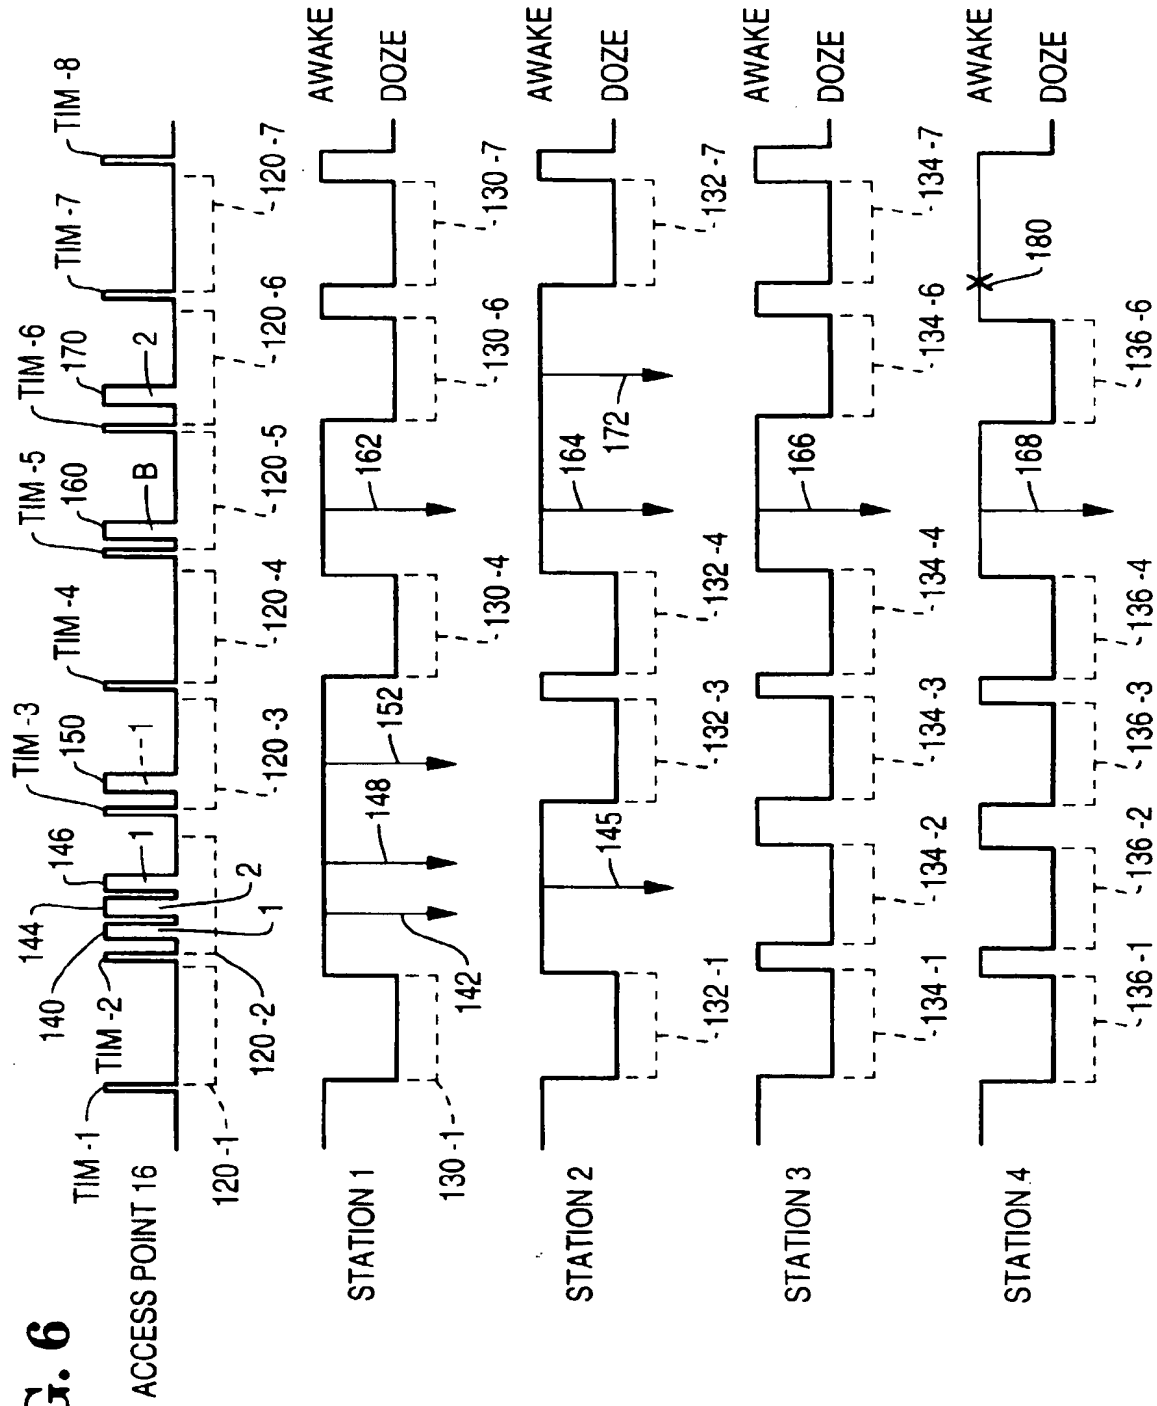 G. 6
TIM -1
TIM -2
TIM -3
TIM -4
TIM -5
TIM -6
TIM -7
TIM -8
140
144
146
150
160
170
1
2
1
1
B
2
ACCESS POINT 16
120 -1
120 -2
120 -3
120 -4
120 -5
120 -6
120 -7
AWAKE
DOZE
STATION 1
142
148
152
162
130 -1
130 -4
130 -6
130 -7
AWAKE
DOZE
STATION 2
145
164
172
132 -1
132 -3
132 -4
132 -7
AWAKE
DOZE
STATION 3
166
134 -1
134 -2
134 -3
134 -4
134 -6
134 -7
AWAKE
DOZE
STATION 4
168
180
136 -1
136 -2
136 -3
136 -4
136 -6